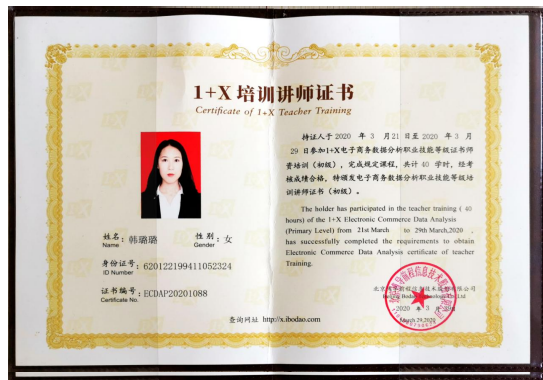 1+X 培训讲师证书
Certificate of 1+X Teacher Training
持证人于 2020 年 3 月 21 日至 2020 年 3 月
29 日参加1+X电子商务数据分析职业技能等级证书师
资培训（初级），完成规定课程，共计 40 学时，经考
核成绩合格，特颁发电子商务数据分析职业技能等级培
训讲师证书（初级）。
The holder has participated in the teacher training ( 40
hours) of the 1+X Electronic Commerce Data Analysis
(Primary Level) from 21st March to 29th March,2020 ,
has successfully completed the requirements to obtain
Electronic Commerce Data Analysis certificate of teacher
Training.
姓名：韩璐璐 性别：女
Name Gender
身份证号：620122199411052324
ID Number
证书编号：ECDAP20201088
Certificate No.
查询网址 http://x.ibodao.com
2020 年 3 月
March 29,2020